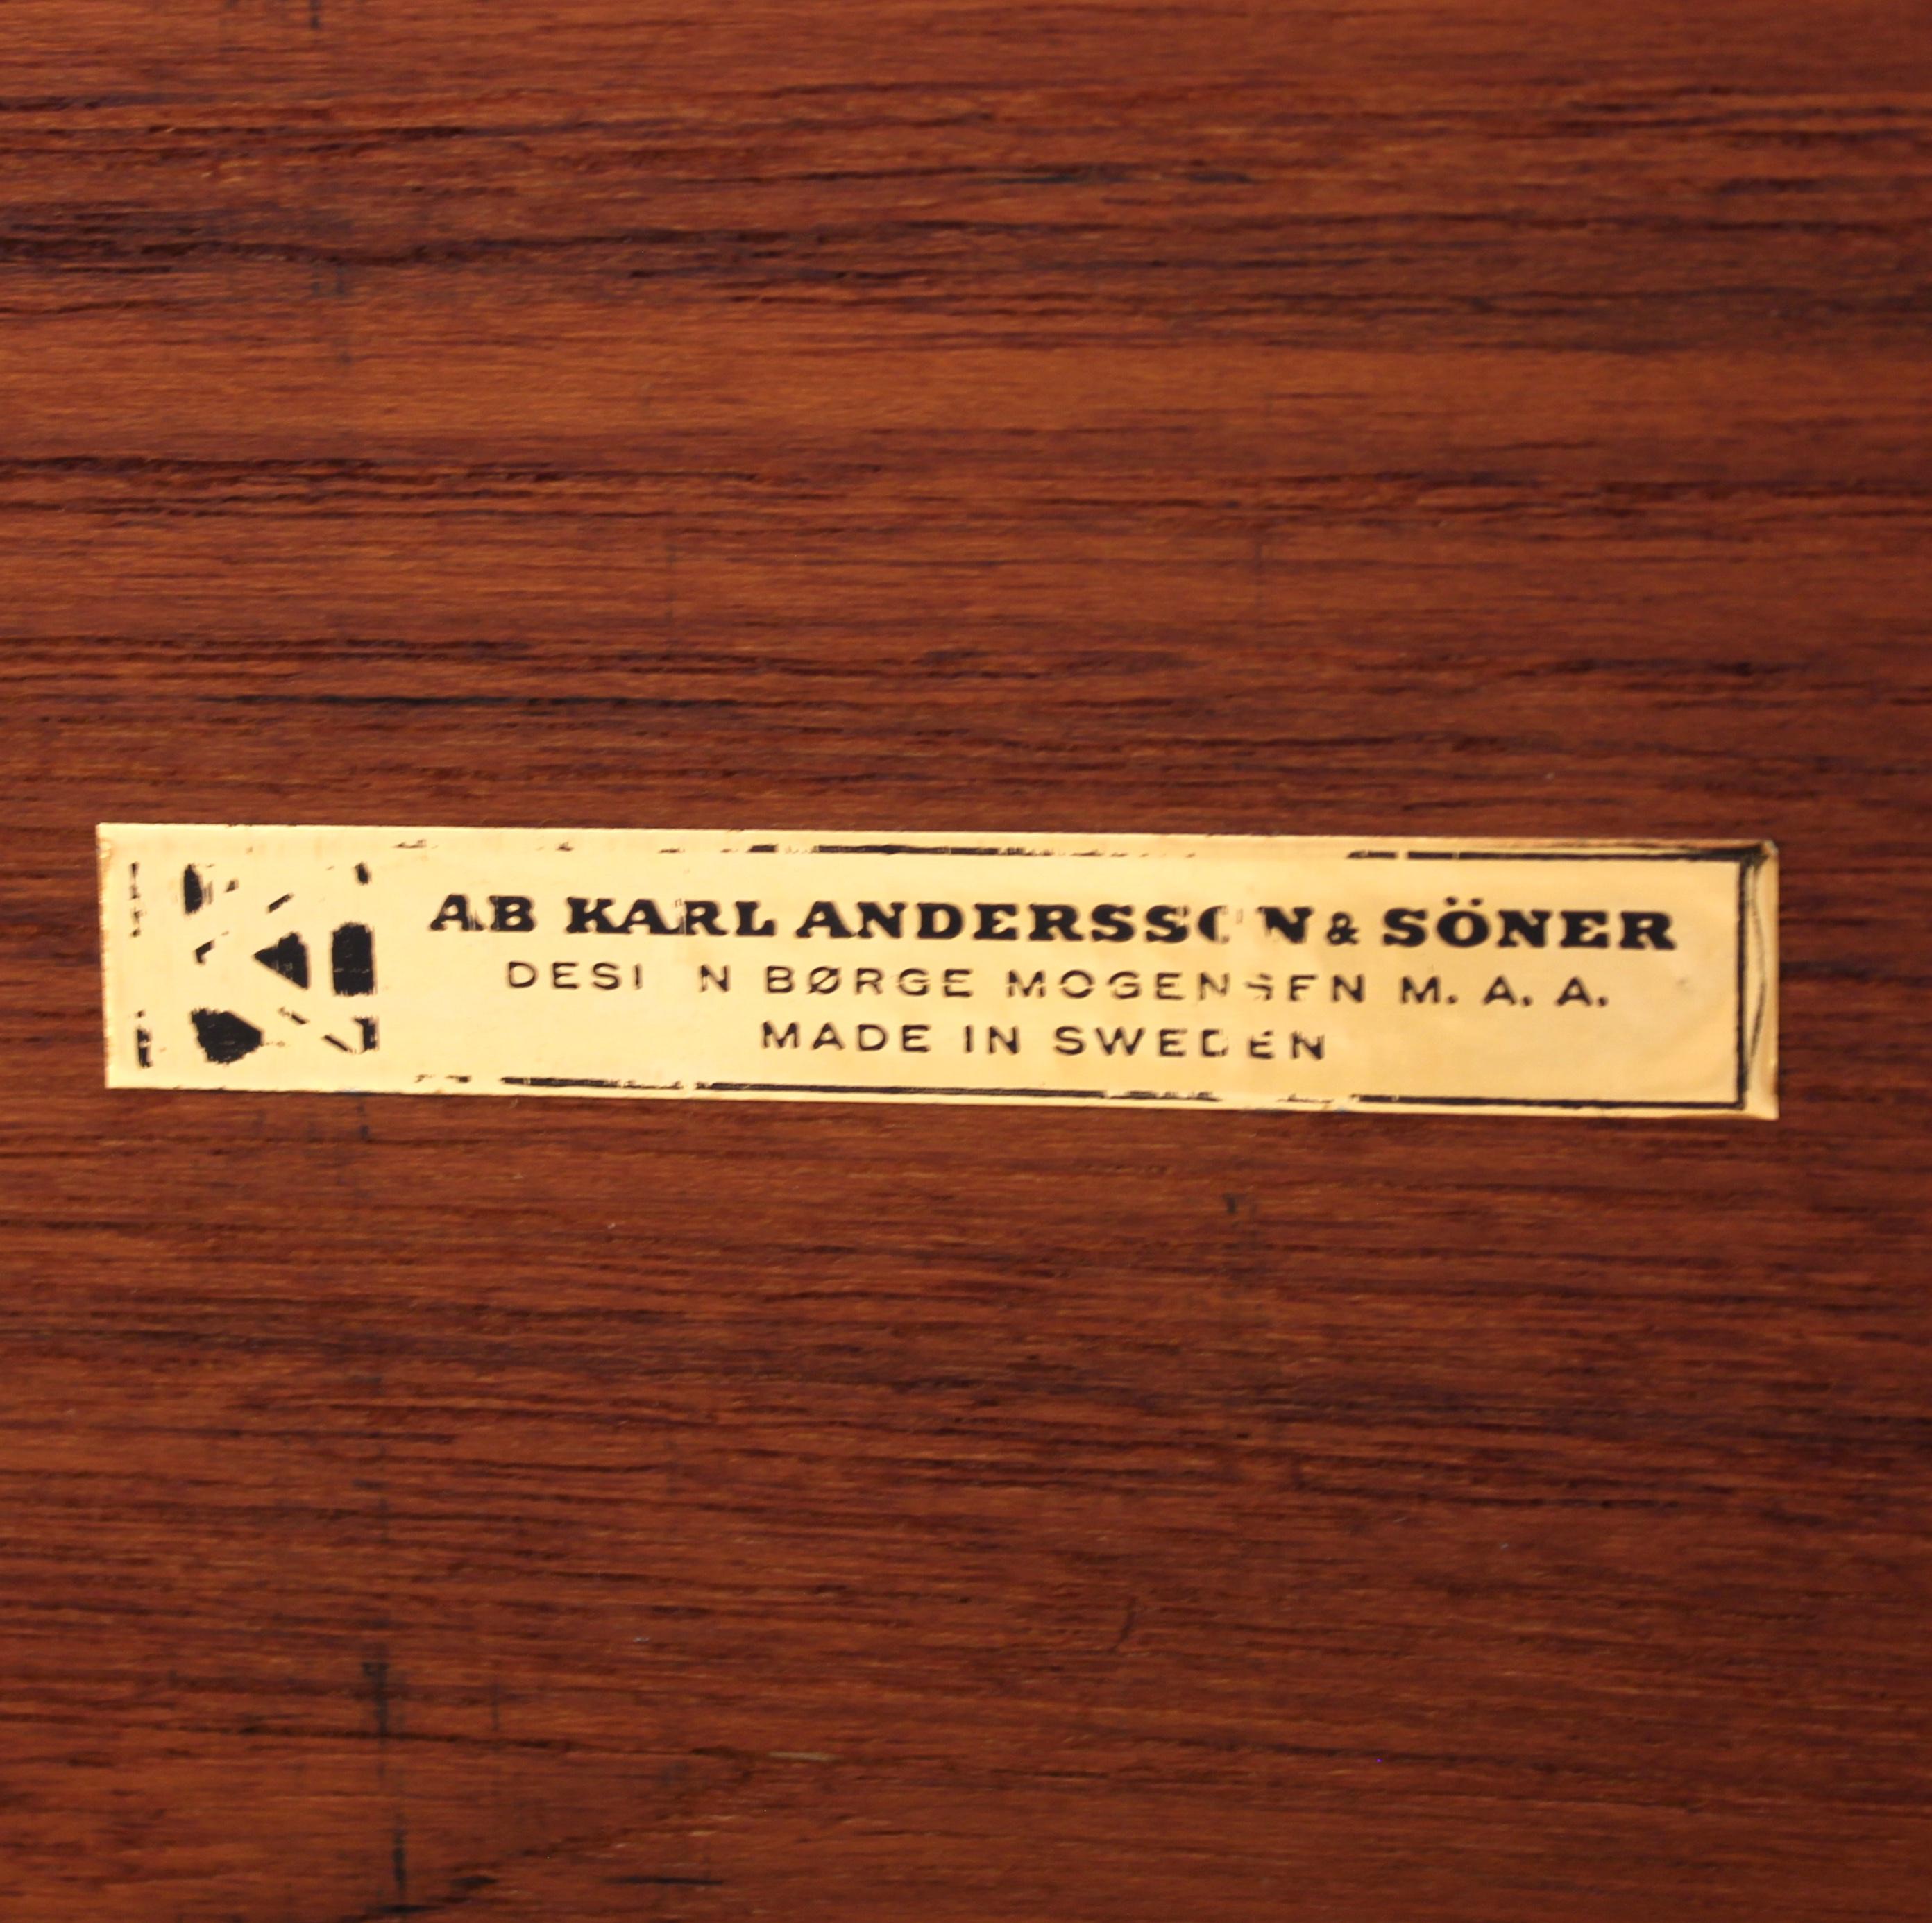 AB KARL ANDERSSON & SÖNER
DESIGN BØRGE MOGENSEN M. A. A.
MADE IN SWEDEN